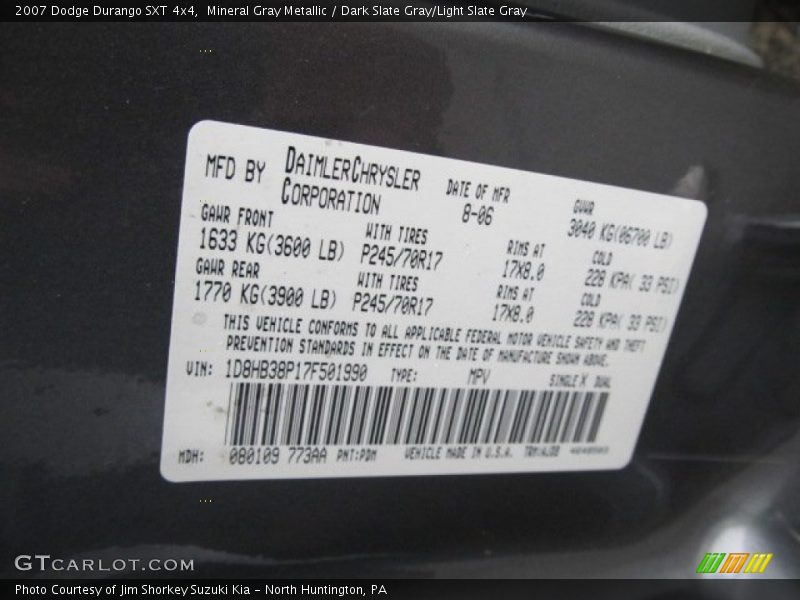 2007 Dodge Durango SXT 4x4, Mineral Gray Metallic / Dark Slate Gray/Light Slate Gray
MFD BY DAIMLERCHRYSLER CORPORATION
DATE OF MFR 8-06
GVWR 3040 KG(06700 LB)
GAWR FRONT WITH TIRES RIMS AT COLD
1633 KG(3600 LB) P245/70R17 17X8.0 228 KPA( 33 PSI)
GAWR REAR WITH TIRES RIMS AT COLD
1770 KG(3900 LB) P245/70R17 17X8.0 228 KPA( 33 PSI)
THIS VEHICLE CONFORMS TO ALL APPLICABLE FEDERAL MOTOR VEHICLE SAFETY AND THEFT
PREVENTION STANDARDS IN EFFECT ON THE DATE OF MANUFACTURE SHOWN ABOVE.
VIN: 1D8HB38P17F501990 TYPE: MPV SINGLE X DUAL
MDH: 080109 773AA PNT:PDM VEHICLE MADE IN U.S.A.
GTCARLOT.COM
Photo Courtesy of Jim Shorkey Suzuki Kia - North Huntington, PA